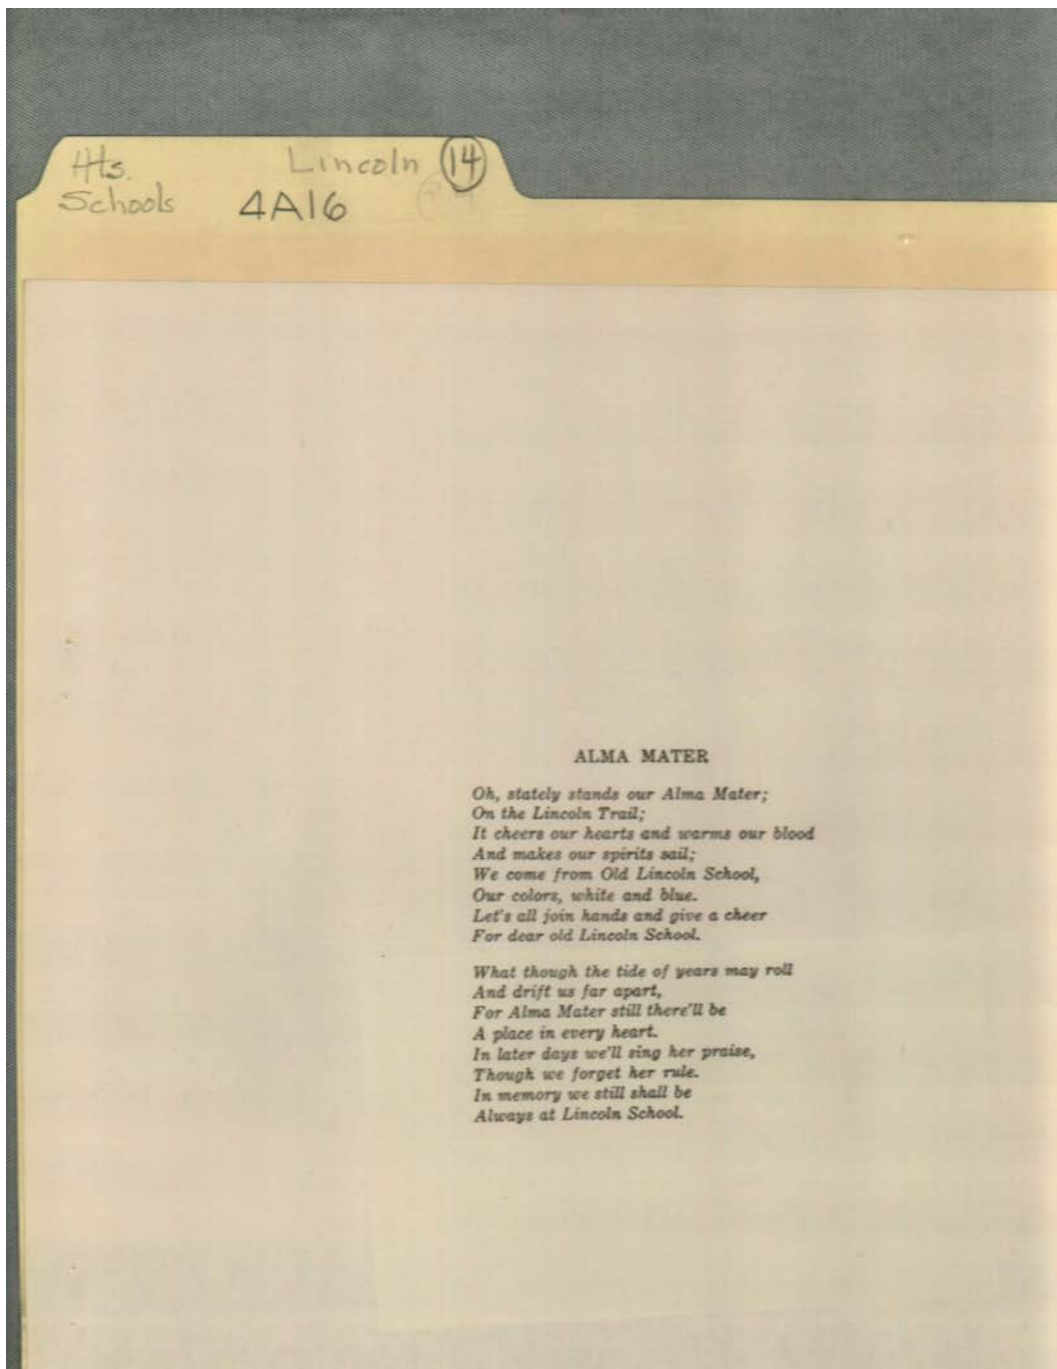 Hts. Lincoln 14
Schools 4A16
ALMA MATER
Oh, stately stands our Alma Mater;
On the Lincoln Trail;
It cheers our hearts and warms our blood
And makes our spirits sail;
We come from Old Lincoln School,
Our colors, white and blue.
Let's all join hands and give a cheer
For dear old Lincoln School.
What though the tide of years may roll
And drift us far apart,
For Alma Mater still there'll be
A place in every heart.
In later days we'll sing her praise,
Though we forget her rule.
In memory we still shall be
Always at Lincoln School.